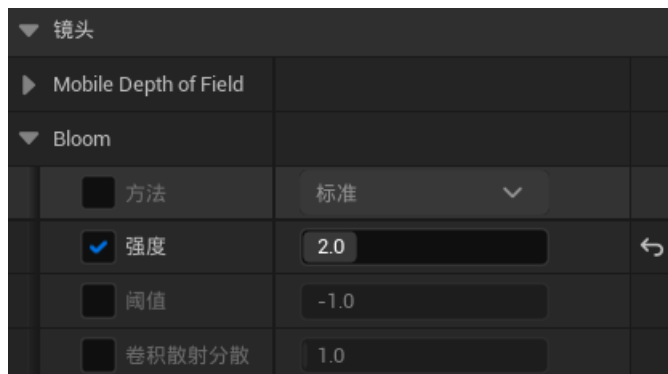 镜头
Mobile Depth of Field
Bloom
方法 标准
强度 2.0
阈值 -1.0
卷积散射分散 1.0